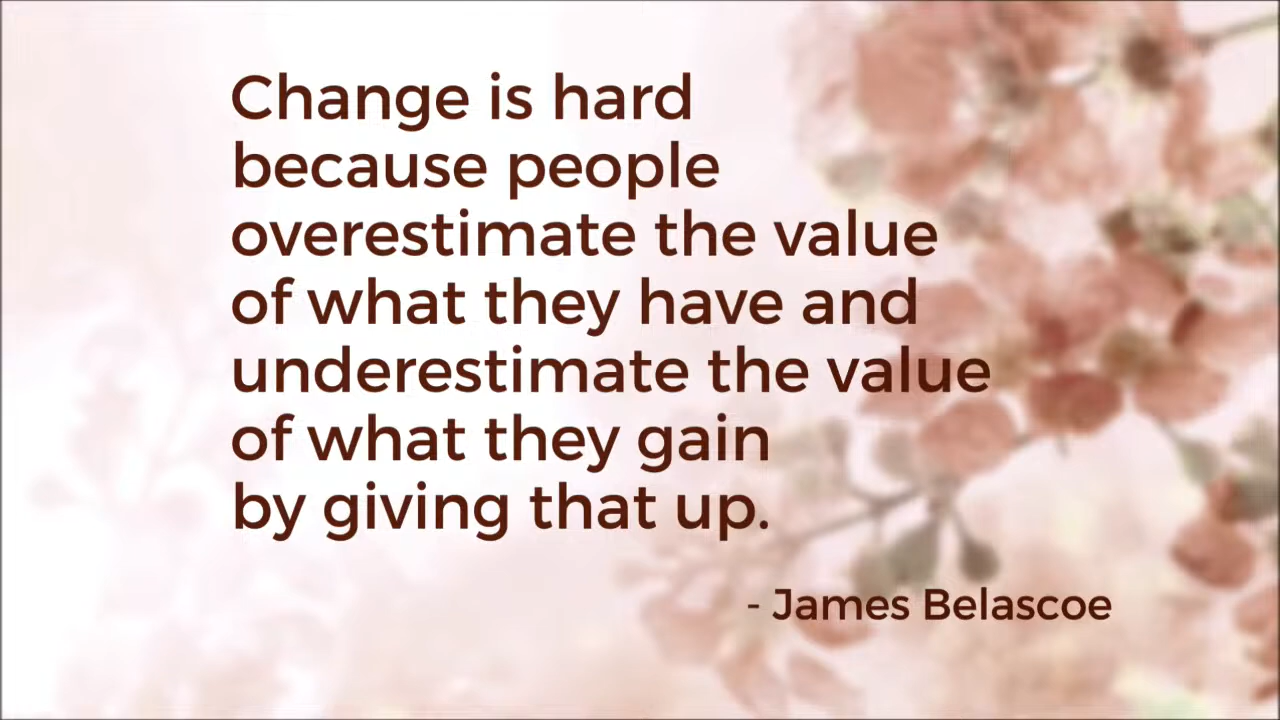 Change is hard
because people
overestimate the value
of what they have and
underestimate the value
of what they gain
by giving that up.
- James Belascoe